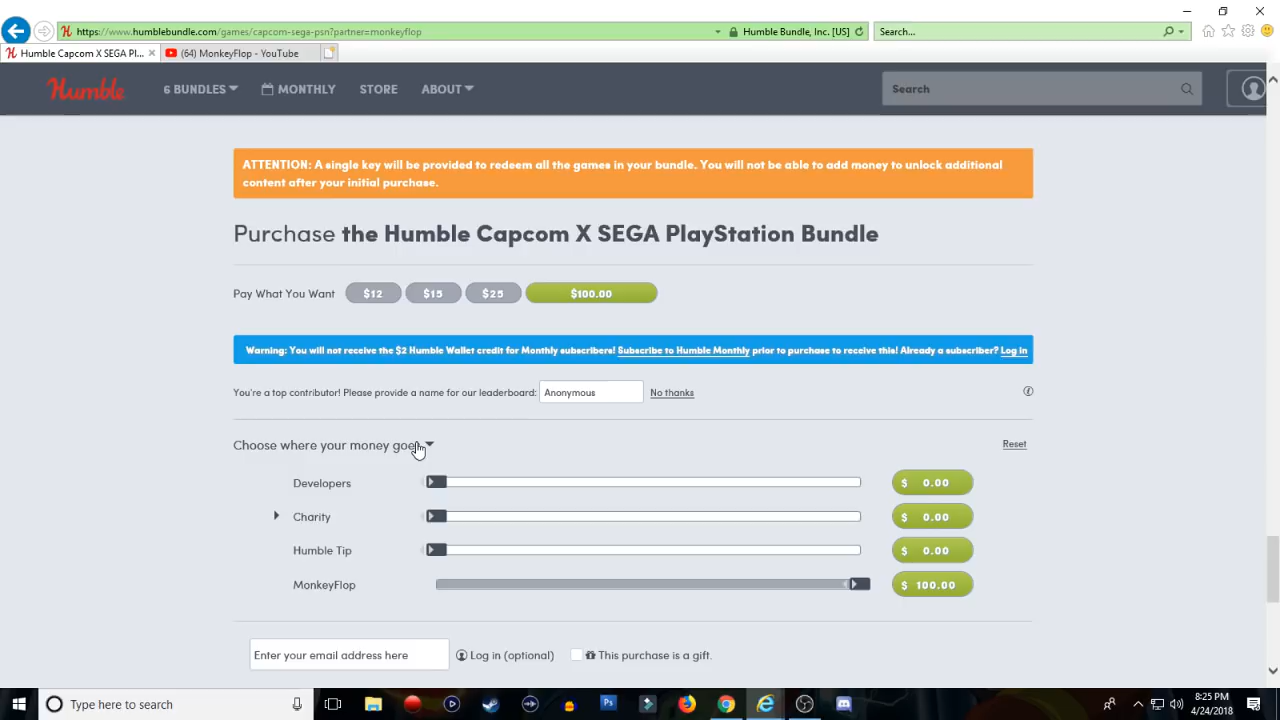 https://www.humblebundle.com/games/capcom-sega-psn?partner=monkeyflop
Humble Bundle, Inc. [US]
Search...
Humble Capcom X SEGA Pl...
(64) MonkeyFlop - YouTube
Humble
6 BUNDLES
MONTHLY
STORE
ABOUT
Search
ATTENTION: A single key will be provided to redeem all the games in your bundle. You will not be able to add money to unlock additional
content after your initial purchase.
Purchase the Humble Capcom X SEGA PlayStation Bundle
Pay What You Want $12 $15 $25 $100.00
Warning: You will not receive the $2 Humble Wallet credit for Monthly subscribers! Subscribe to Humble Monthly prior to purchase to receive this! Already a subscriber? Log in
You're a top contributor! Please provide a name for our leaderboard: Anonymous No thanks
Choose where your money goes Reset
Developers $ 0.00
Charity $ 0.00
Humble Tip $ 0.00
MonkeyFlop $ 100.00
Enter your email address here Log in (optional) This purchase is a gift.
Type here to search
Ps
8:25 PM
4/24/2018